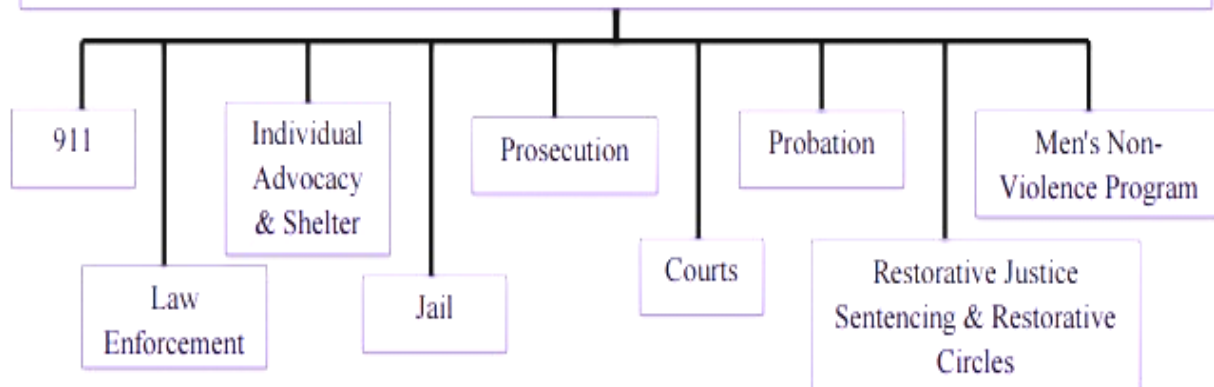 911
Law
Enforcement
Individual
Advocacy
& Shelter
Jail
Prosecution
Courts
Probation
Restorative Justice
Sentencing & Restorative
Circles
Men's Non-
Violence Program